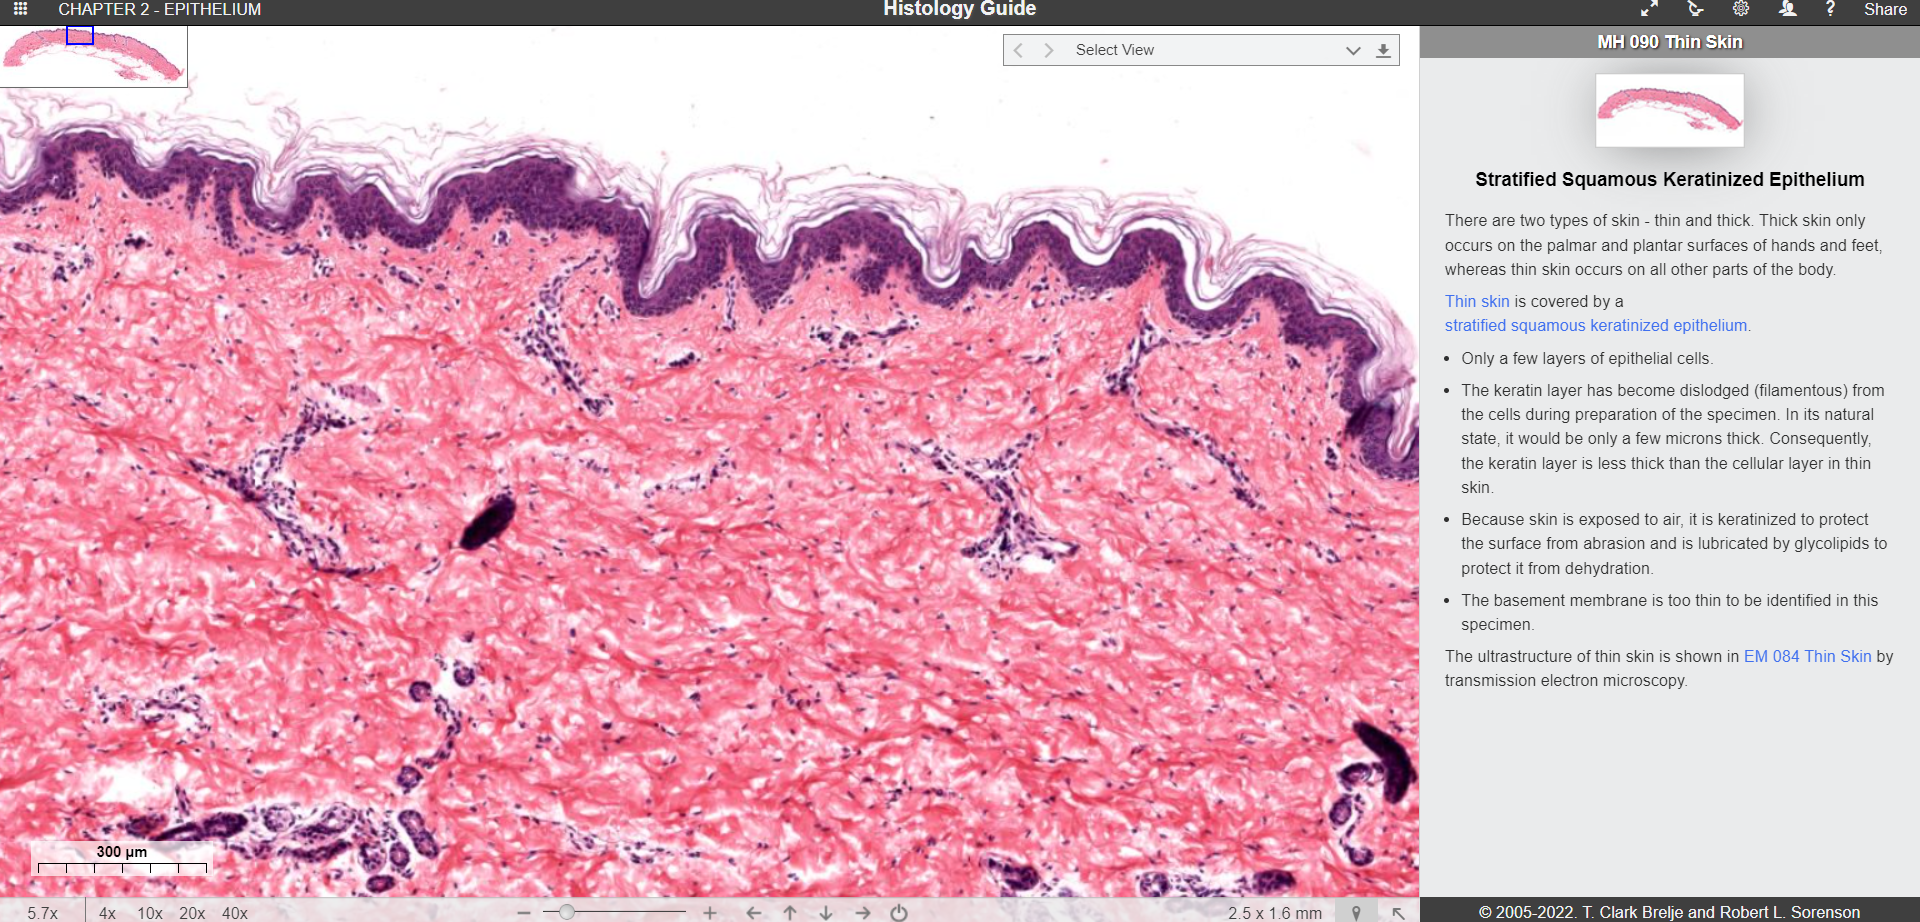 CHAPTER 2 - EPITHELIUM
Histology Guide
? Share
Select View
MH 090 Thin Skin
Stratified Squamous Keratinized Epithelium
There are two types of skin - thin and thick. Thick skin only
occurs on the palmar and plantar surfaces of hands and feet,
whereas thin skin occurs on all other parts of the body.
Thin skin is covered by a
stratified squamous keratinized epithelium.
• Only a few layers of epithelial cells.
• The keratin layer has become dislodged (filamentous) from
the cells during preparation of the specimen. In its natural
state, it would be only a few microns thick. Consequently,
the keratin layer is less thick than the cellular layer in thin
skin.
• Because skin is exposed to air, it is keratinized to protect
the surface from abrasion and is lubricated by glycolipids to
protect it from dehydration.
• The basement membrane is too thin to be identified in this
specimen.
The ultrastructure of thin skin is shown in EM 084 Thin Skin by
transmission electron microscopy.
300 µm
5.7x 4x 10x 20x 40x
2.5 x 1.6 mm
© 2005-2022. T. Clark Brelje and Robert L. Sorenson